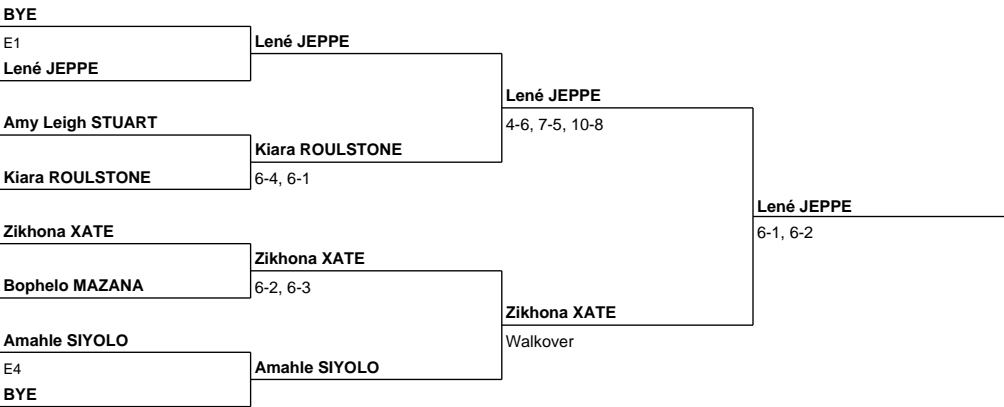 BYE
E1
Lené JEPPE
Lené JEPPE
Amy Leigh STUART
Kiara ROULSTONE
Kiara ROULSTONE
6-4, 6-1
Lené JEPPE
4-6, 7-5, 10-8
Zikhona XATE
Bophelo MAZANA
Zikhona XATE
6-2, 6-3
Amahle SIYOLO
E4
BYE
Amahle SIYOLO
Zikhona XATE
Walkover
Lené JEPPE
6-1, 6-2